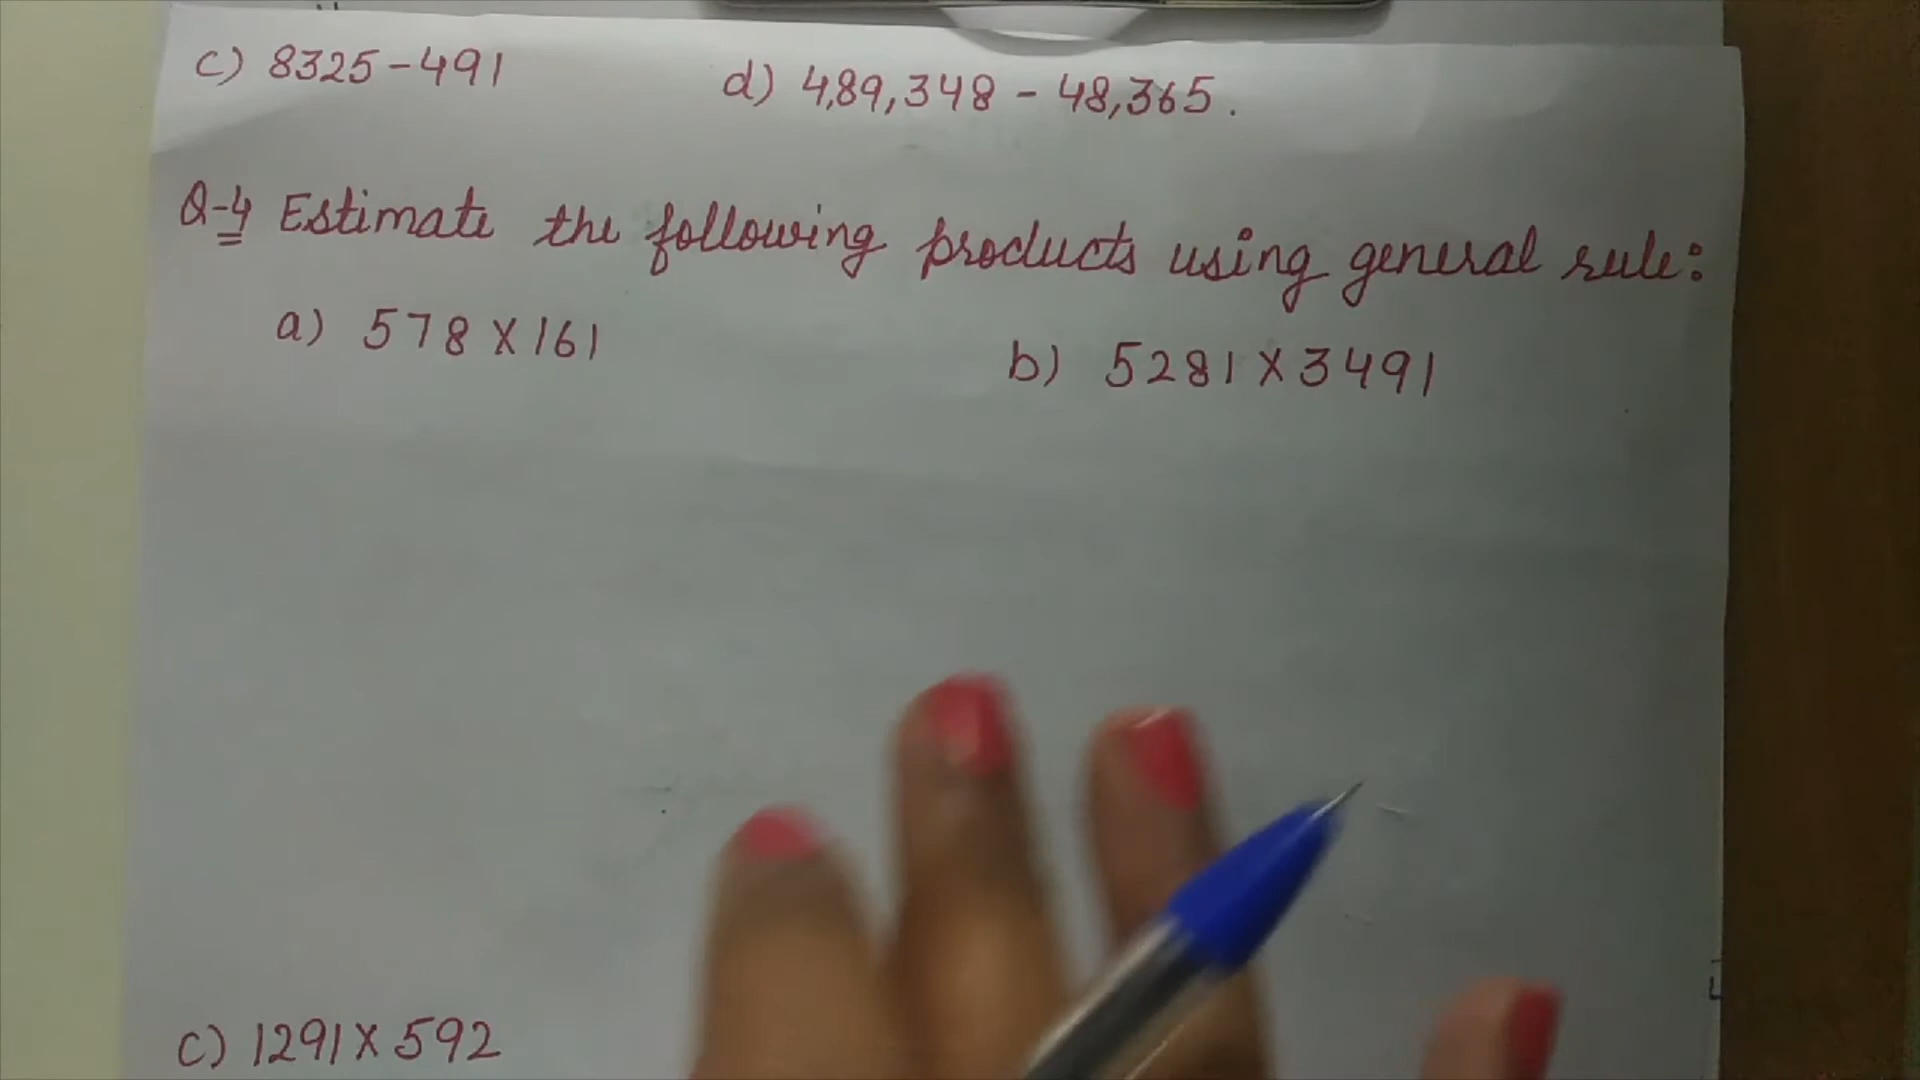 c) 8325-491 d) 4,89,348 - 48,365.
Q-4 Estimate the following products using general rule:
a) 578 X 161 b) 5281 X 3491
c) 1291 X 592